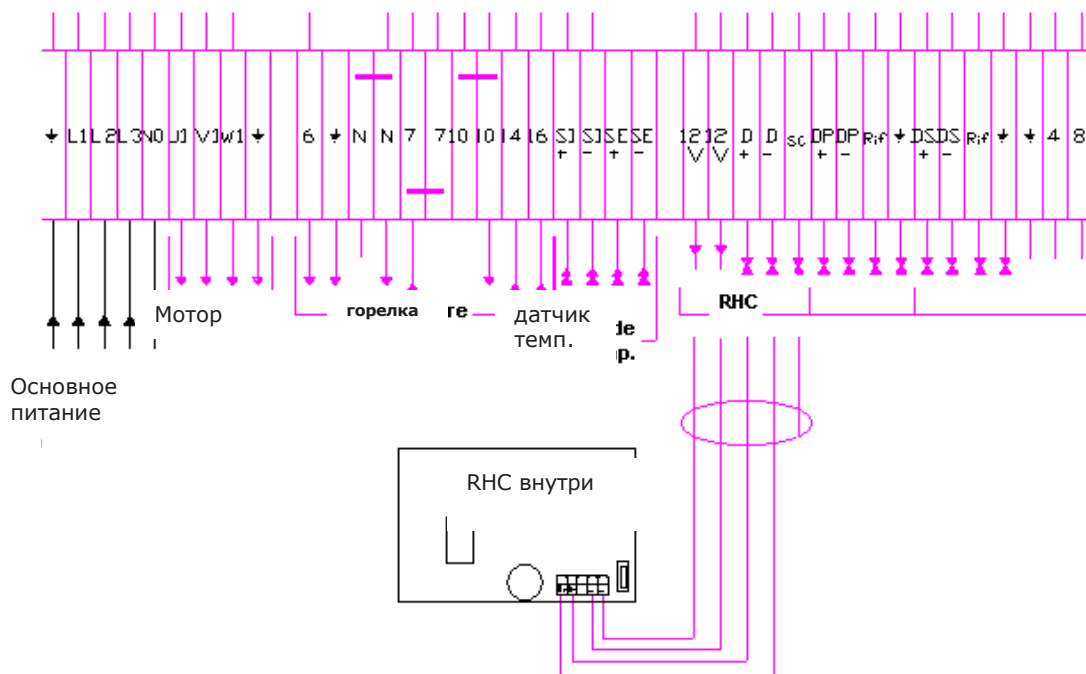 L1 L2 L3 N0 U1 V1 W1 6 N N 7 7 10 10 14 16 SI SI SE SE 12 12 D D SC DP DP Rif DS DS Rif 4 8
+ - + - V V + - + - + -
Мотор горелка re датчик RHC
темп. de
p.
Основное
питание
RHC внутри